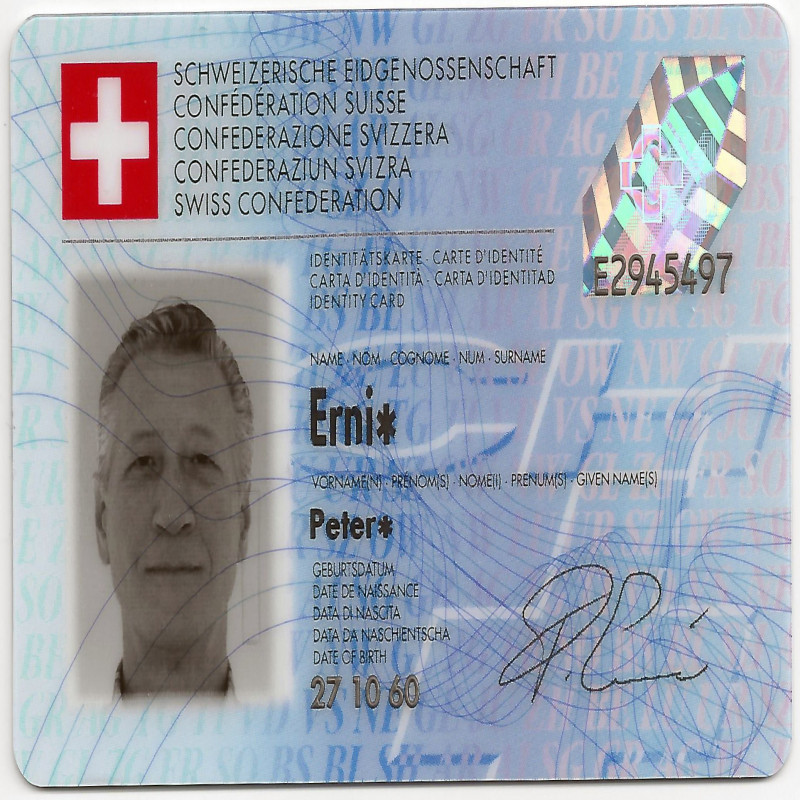 SCHWEIZERISCHE EIDGENOSSENSCHAFT
CONFÉDÉRATION SUISSE
CONFEDERAZIONE SVIZZERA
CONFEDERAZIUN SVIZRA
SWISS CONFEDERATION
IDENTITÄTSKARTE · CARTE D'IDENTITÉ
CARTA D'IDENTITÀ · CARTA D'IDENTITAD
IDENTITY CARD
E2945497
NAME · NOM · COGNOME · NUM · SURNAME
Erni*
VORNAME(N) · PRÉNOM(S) · NOME(I) · PRENUM(S) · GIVEN NAME(S)
Peter*
GEBURTSDATUM
DATE DE NAISSANCE
DATA DI NASCITA
DATA DA NASCHIENTSCHA
DATE OF BIRTH
27 10 60